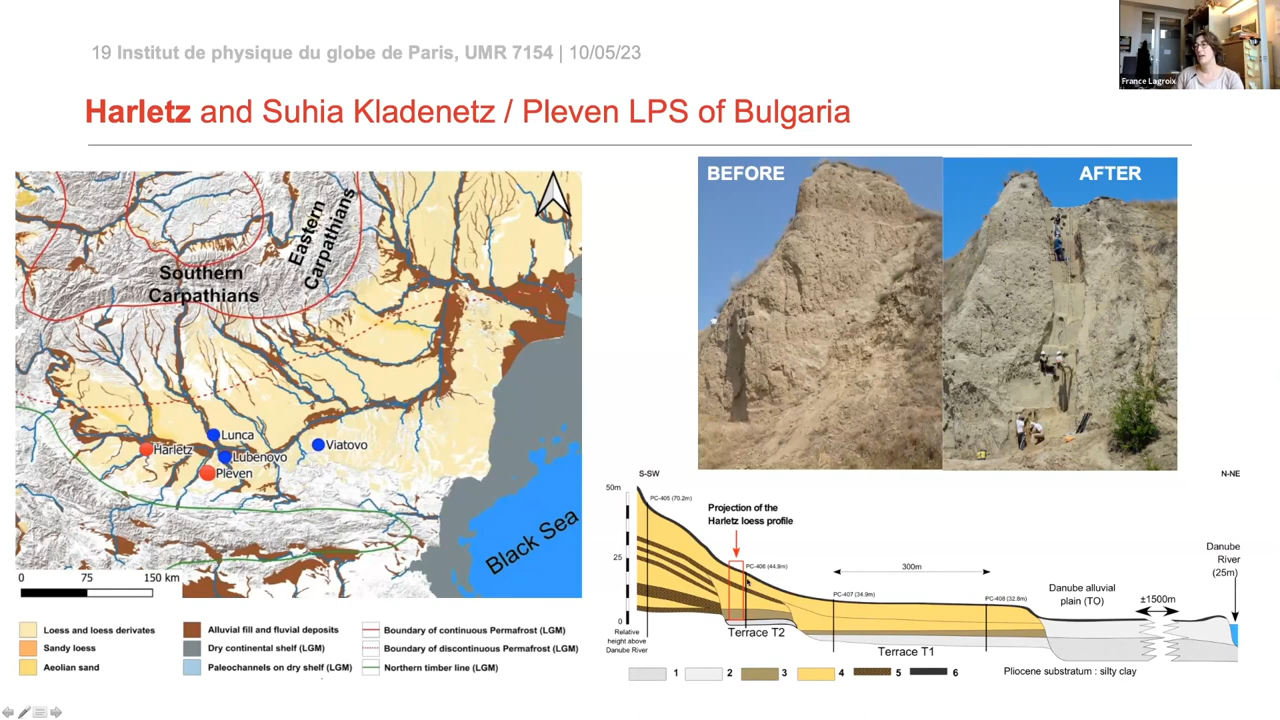 19 Institut de physique du globe de Paris, UMR 7154 | 10/05/23
France Lagroix
Harletz and Suhia Kladenetz / Pleven LPS of Bulgaria
Southern
Carpathians
Eastern
Carpathians
Harletz
Lunca
Lubenovo
Pleven
Viatovo
Black Sea
0 75 150 km
Loess and loess derivates
Sandy loess
Aeolian sand
Alluvial fill and fluvial deposits
Dry continental shelf (LGM)
Paleochannels on dry shelf (LGM)
Boundary of continuous Permafrost (LGM)
Boundary of discontinuous Permafrost (LGM)
Northern timber line (LGM)
BEFORE
AFTER
S-SW
N-NE
50m
25
0
Relative
height above
Danube River
PC-405 (70.2m)
Projection of the
Harletz loess profile
PC-406 (44.9m)
300m
PC-407 (34.9m)
PC-408 (32.8m)
Danube alluvial
plain (TO)
±1500m
Danube
River
(25m)
Terrace T2
Terrace T1
1 2 3 4 5 6
Pliocene substratum : silty clay